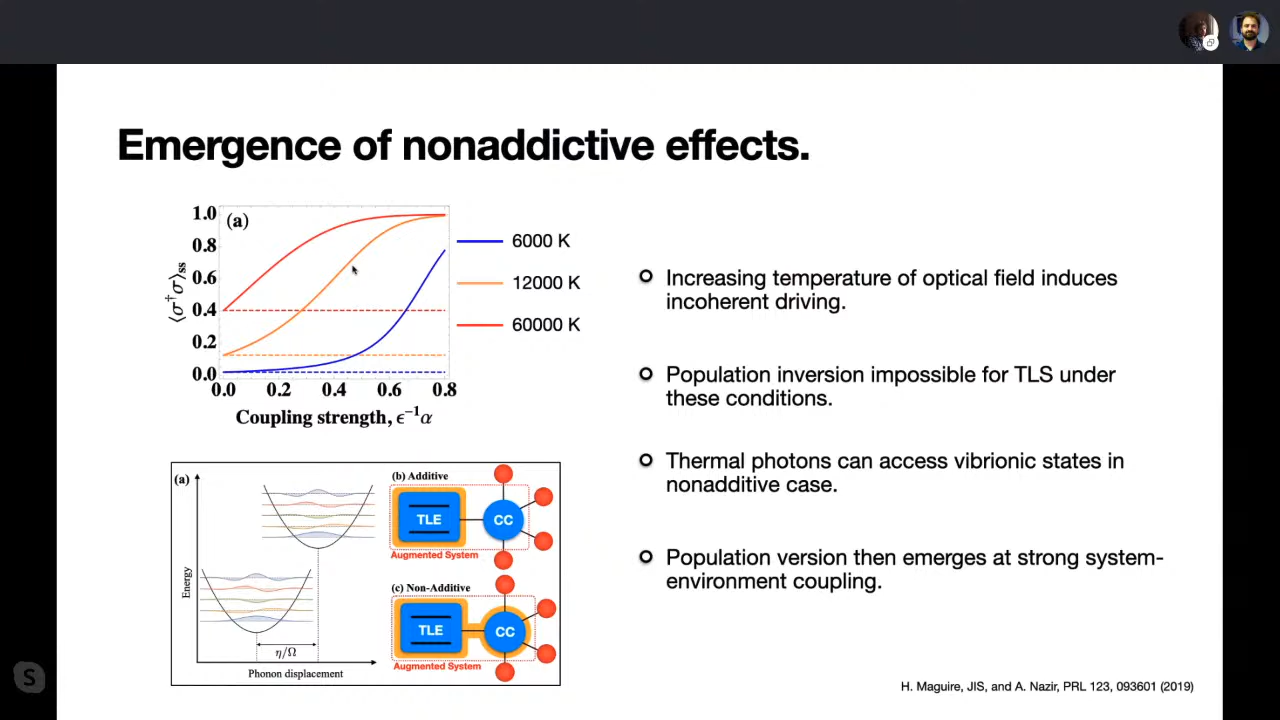 Emergence of nonaddictive effects.
(a)
1.0
0.8
0.6
0.4
0.2
0.0
⟨σ†σ⟩ss
0.0 0.2 0.4 0.6 0.8
Coupling strength, ϵ⁻¹α
6000 K
12000 K
60000 K
Increasing temperature of optical field induces
incoherent driving.
Population inversion impossible for TLS under
these conditions.
Thermal photons can access vibrionic states in
nonadditive case.
Population version then emerges at strong system-
environment coupling.
(a)
Energy
η/Ω
Phonon displacement
(b) Additive
TLE
CC
Augmented System
(c) Non-Additive
TLE
CC
Augmented System
H. Maguire, JIS, and A. Nazir, PRL 123, 093601 (2019)
S